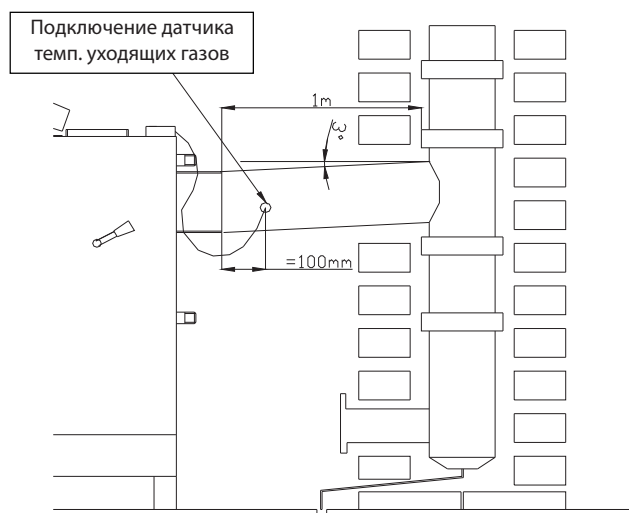 Подключение датчика
темп. уходящих газов
1m
3°
=100mm